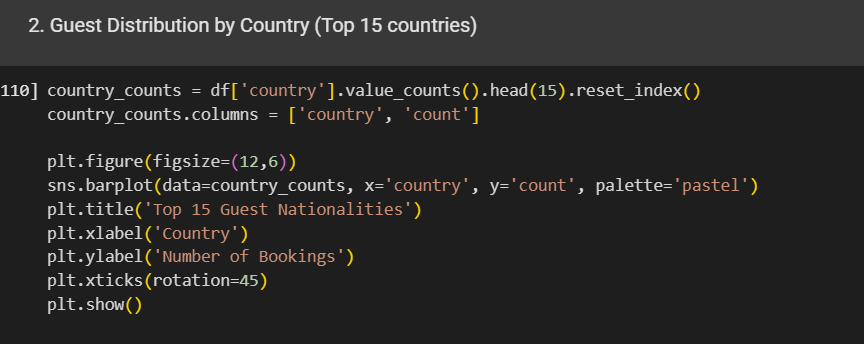 2. Guest Distribution by Country (Top 15 countries)
110] country_counts = df['country'].value_counts().head(15).reset_index()
country_counts.columns = ['country', 'count']
plt.figure(figsize=(12,6))
sns.barplot(data=country_counts, x='country', y='count', palette='pastel')
plt.title('Top 15 Guest Nationalities')
plt.xlabel('Country')
plt.ylabel('Number of Bookings')
plt.xticks(rotation=45)
plt.show()